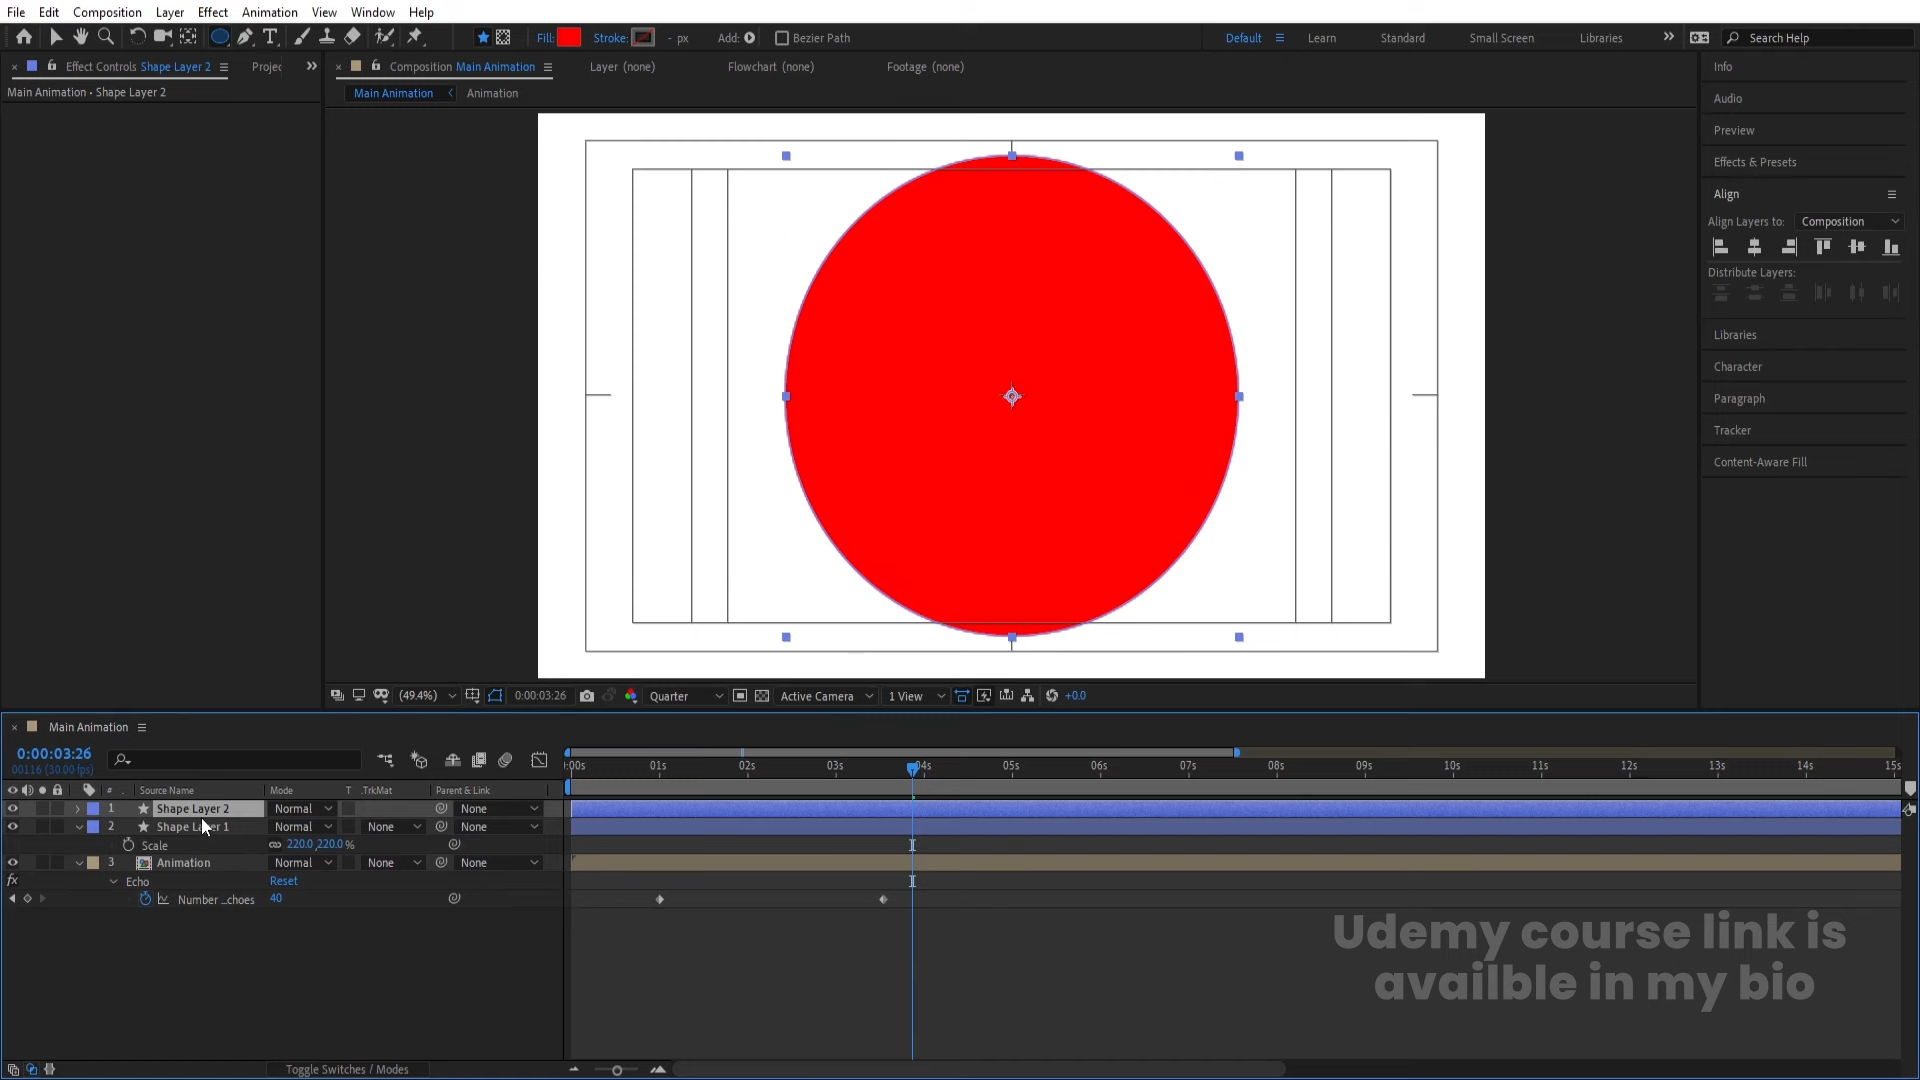 File Edit Composition Layer Effect Animation View Window Help
Fill: Stroke: - px Add: Bezier Path Default Learn Standard Small Screen Libraries Search Help
Effect Controls Shape Layer 2 Projec
Composition Main Animation Layer (none) Flowchart (none) Footage (none)
Main Animation • Shape Layer 2
Main Animation Animation
Info
Audio
Preview
Effects & Presets
Align
Align Layers to: Composition
Distribute Layers:
Libraries
Character
Paragraph
Tracker
Content-Aware Fill
(49.4%) 0:00:03:26 Quarter Active Camera 1 View +0.0
Main Animation
0:00:03:26
00116 (30.00 fps)
:00s 01s 02s 03s 04s 05s 06s 07s 08s 09s 10s 11s 12s 13s 14s 15s
# . Source Name Mode T .TrkMat Parent & Link
1 Shape Layer 2 Normal None
2 Shape Layer 1 Normal None None
Scale 220.0,220.0%
3 Animation Normal None None
fx Echo Reset
Number ...choes 40
Udemy course link is
availble in my bio
Toggle Switches / Modes